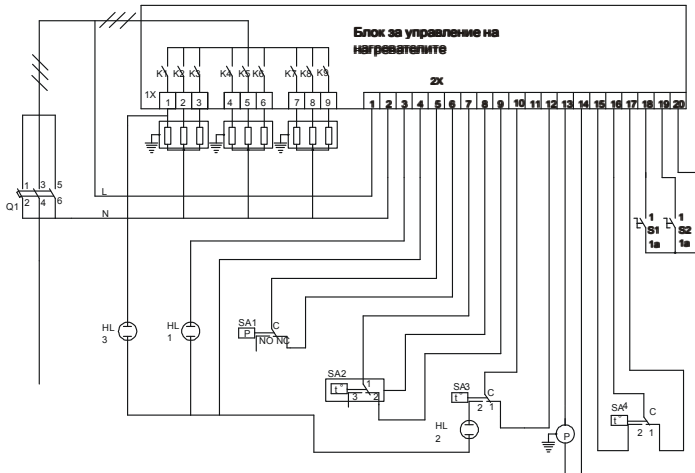 Блок за управление на
нагревателите
K1 K2 K3 K4 K5 K6 K7 K8 K9
2X
1X 1 2 3 4 5 6 7 8 9
1 2 3 4 5 6 7 8 9 10 11 12 13 14 15 16 17 18 19 20
1 3 5
L
Q1 2 4 6
N
1 1
S1 S2
1a 1a
HL
3
HL
1
SA1 C
P
NO NC
SA2 1
t°
3 2
SA3 C
t°
2 1
HL
2
P
SA4 C
t°
2 1